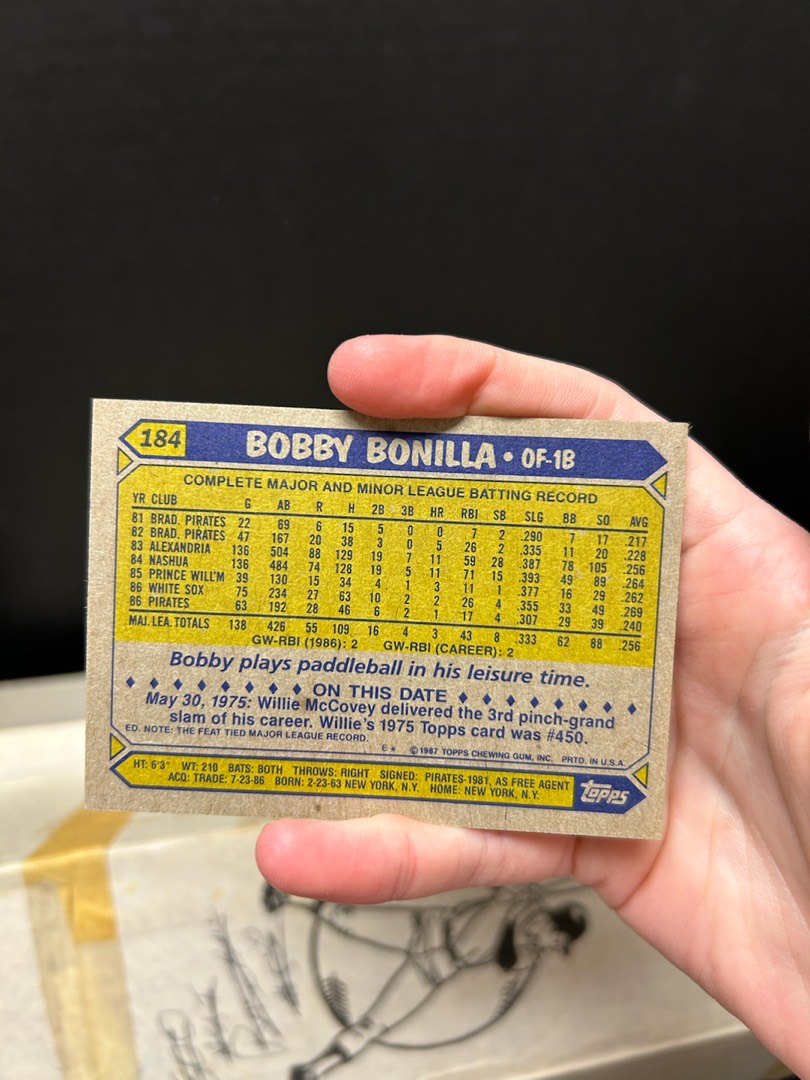 184 BOBBY BONILLA • OF-1B
COMPLETE MAJOR AND MINOR LEAGUE BATTING RECORD
YR CLUB G AB R H 2B 3B HR RBI SB SLG BB SO AVG
81 BRAD. PIRATES 22 69 6 15 5 0 0 7 2 .290 7 17 .217
82 BRAD. PIRATES 47 167 20 38 3 0 5 26 2 .335 11 20 .228
83 ALEXANDRIA 136 504 88 129 19 7 11 59 28 .387 78 105 .256
84 NASHUA 136 484 74 128 19 5 11 71 15 .393 49 89 .264
85 PRINCE WILL'M 39 130 15 34 4 1 3 11 1 .377 16 29 .262
86 WHITE SOX 75 234 27 63 10 2 2 26 4 .355 33 49 .269
86 PIRATES 63 192 28 46 6 2 1 17 4 .307 29 39 .240
MAJ. LEA. TOTALS 138 426 55 109 16 4 3 43 8 .333 62 88 .256
GW-RBI (1986): 2 GW-RBI (CAREER): 2
Bobby plays paddleball in his leisure time.
ON THIS DATE
May 30, 1975: Willie McCovey delivered the 3rd pinch-grand
slam of his career. Willie's 1975 Topps card was #450.
ED. NOTE: THE FEAT TIED MAJOR LEAGUE RECORD.
E* ©1987 TOPPS CHEWING GUM, INC. PRTD. IN U.S.A.
HT: 6'3" WT: 210 BATS: BOTH THROWS: RIGHT SIGNED: PIRATES-1981, AS FREE AGENT
ACQ: TRADE: 7-23-86 BORN: 2-23-63 NEW YORK, N.Y. HOME: NEW YORK, N.Y.
TOPPS